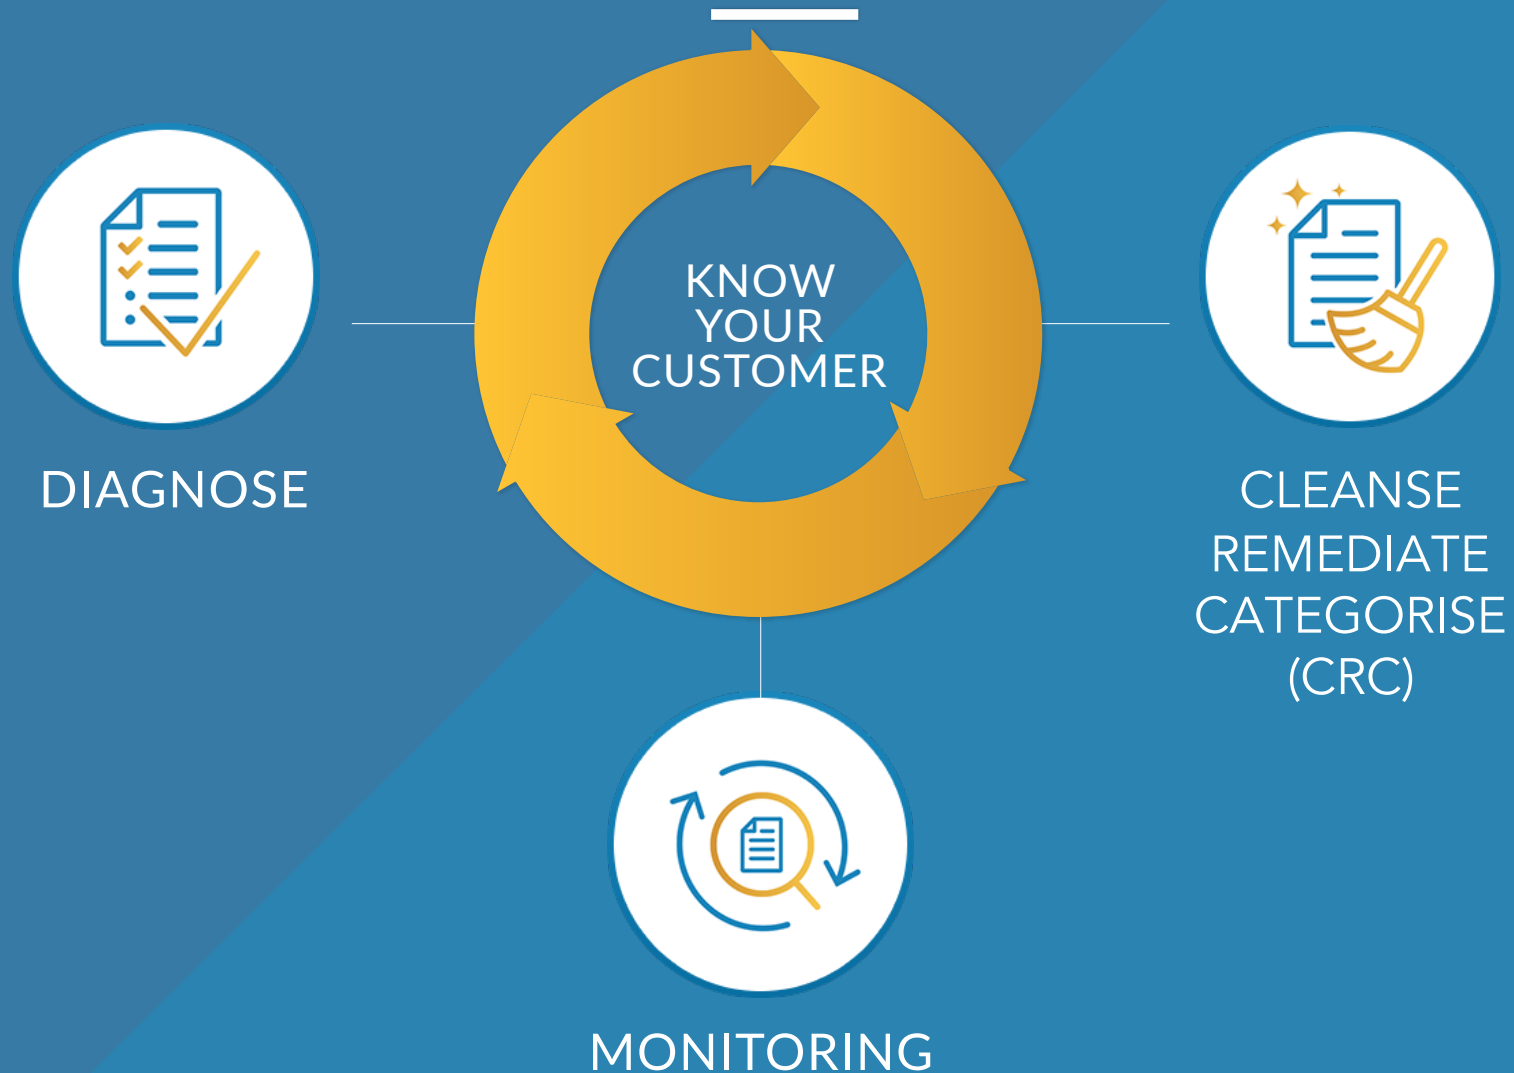 KNOW
YOUR
CUSTOMER
DIAGNOSE
CLEANSE
REMEDIATE
CATEGORISE
(CRC)
MONITORING